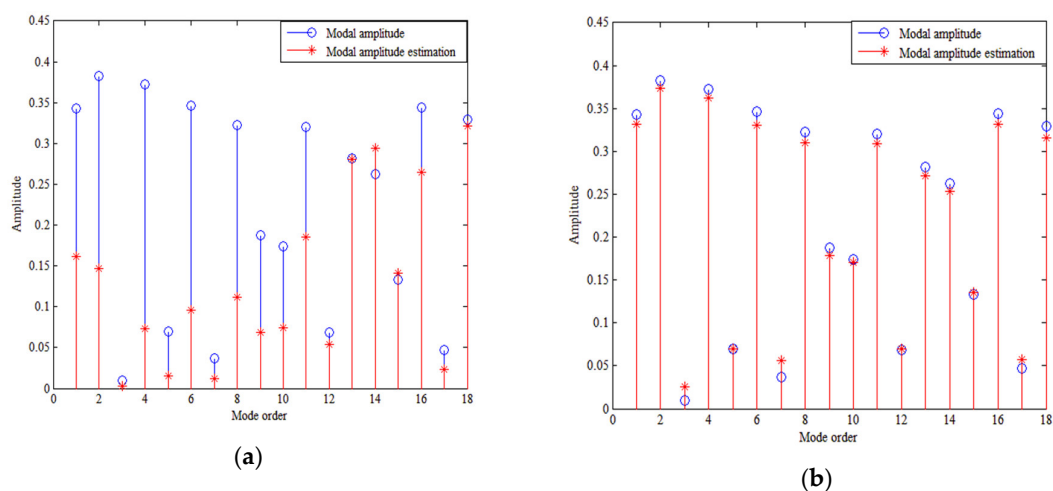 0.45
0.4
0.35
0.3
0.25
0.2
0.15
0.1
0.05
0
Amplitude
Modal amplitude
Modal amplitude estimation
0 2 4 6 8 10 12 14 16 18
Mode order
(a)
0.45
0.4
0.35
0.3
0.25
0.2
0.15
0.1
0.05
0
Amplitude
Modal amplitude
Modal amplitude estimation
0 2 4 6 8 10 12 14 16 18
Mode order
(b)